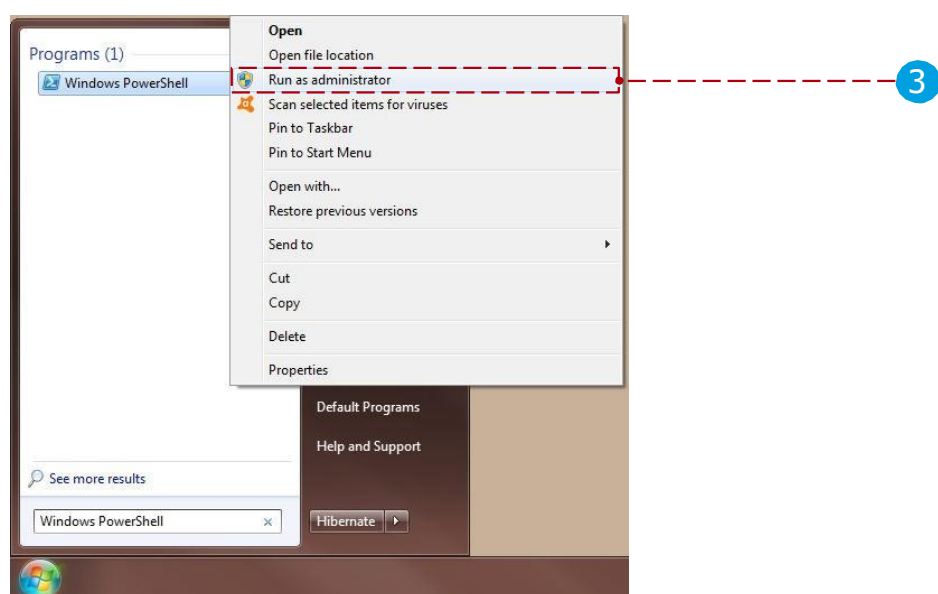 Programs (1)
Windows PowerShell
Open
Open file location
Run as administrator
Scan selected items for viruses
Pin to Taskbar
Pin to Start Menu
Open with...
Restore previous versions
Send to
Cut
Copy
Delete
Properties
3
Default Programs
Help and Support
See more results
Windows PowerShell
Hibernate